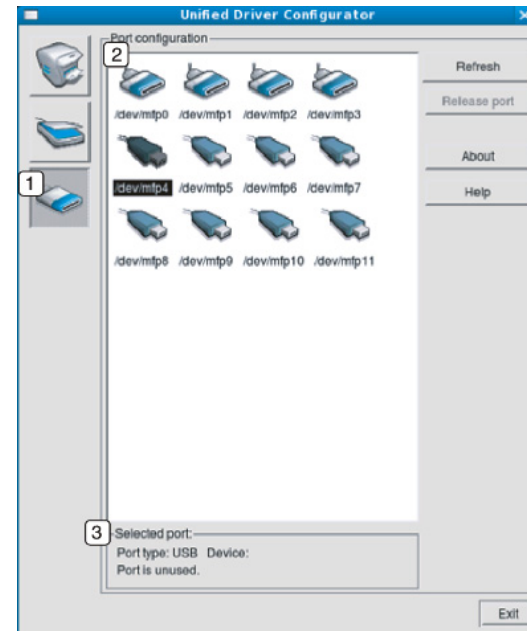 Unified Driver Configurator
Port configuration
2
/dev/mfp0 /dev/mfp1 /dev/mfp2 /dev/mfp3
Refresh
Release port
About
1
/dev/mfp4 /dev/mfp5 /dev/mfp6 /dev/mfp7
Help
/dev/mfp8 /dev/mfp9 /dev/mfp10 /dev/mfp11
3
Selected port:
Port type: USB Device:
Port is unused.
Exit